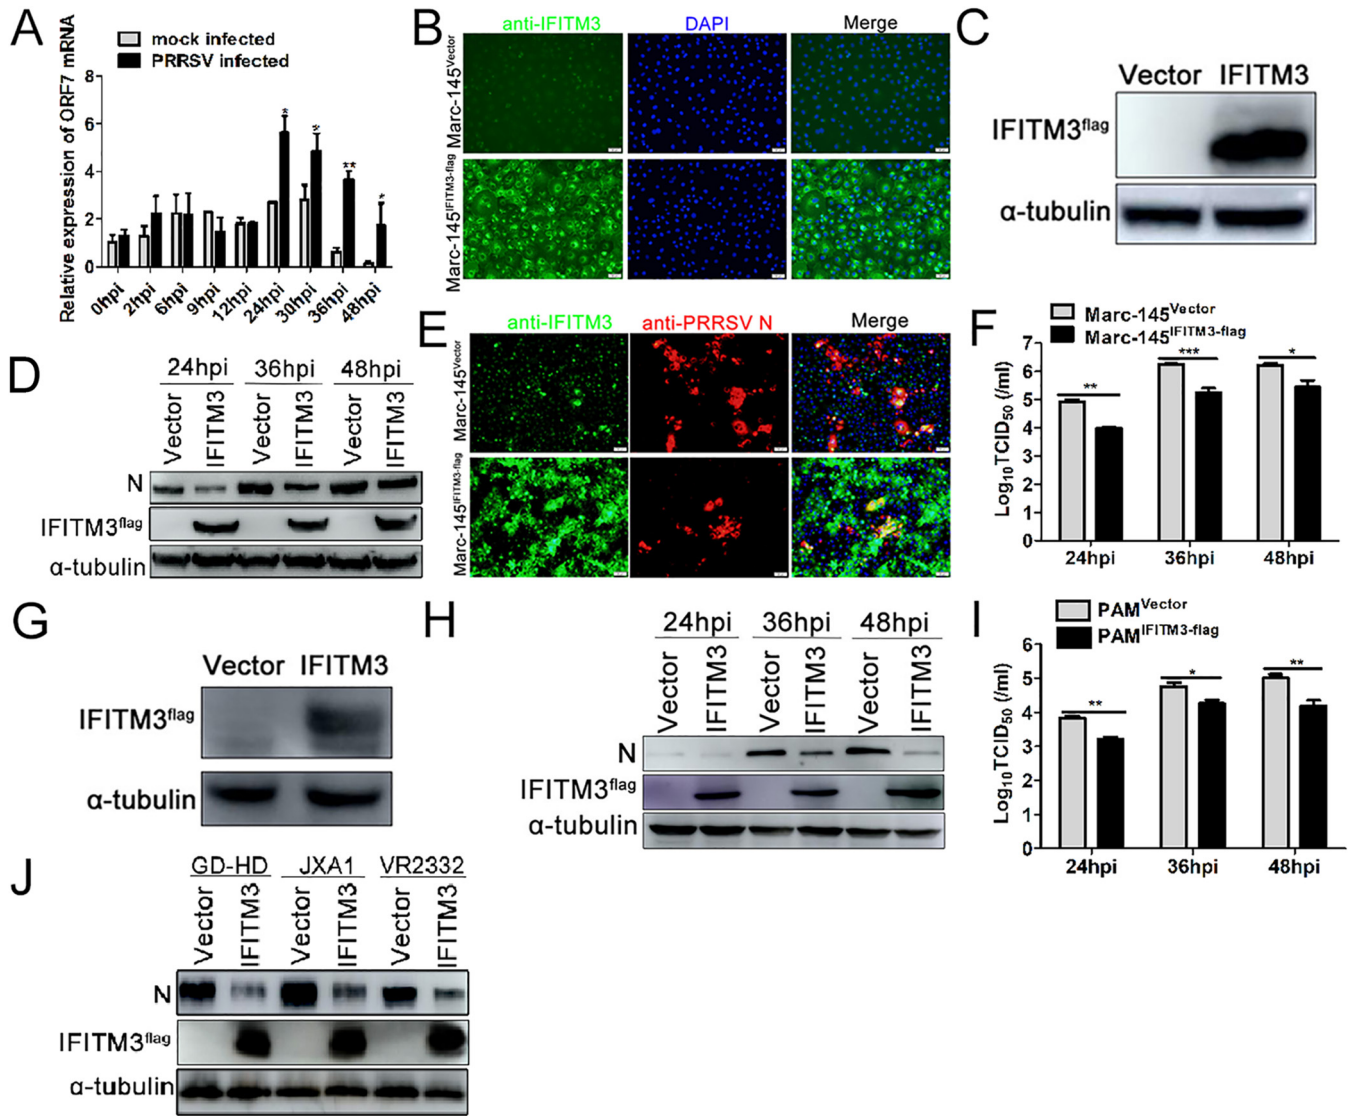 A
mock infected
PRRSV infected
Relative expression of ORF7 mRNA
8
6
4
2
0
* * ** *
0hpi 2hpi 6hpi 9hpi 12hpi 24hpi 30hpi 36hpi 48hpi
B
anti-IFITM3 DAPI Merge
Marc-145Vector
Marc-145IFITM3-flag
C
Vector IFITM3
IFITM3flag
α-tubulin
D
24hpi 36hpi 48hpi
Vector IFITM3 Vector IFITM3 Vector IFITM3
N
IFITM3flag
α-tubulin
E
anti-IFITM3 anti-PRRSV N Merge
Marc-145Vector
Marc-145IFITM3-flag
F
Marc-145Vector
Marc-145IFITM3-flag
Log10TCID50 (/ml)
7
6
5
4
3
2
1
0
** *** *
24hpi 36hpi 48hpi
G
Vector IFITM3
IFITM3flag
α-tubulin
H
24hpi 36hpi 48hpi
Vector IFITM3 Vector IFITM3 Vector IFITM3
N
IFITM3flag
α-tubulin
I
PAMVector
PAMIFITM3-flag
Log10TCID50 (/ml)
6
5
4
3
2
1
0
** * **
24hpi 36hpi 48hpi
J
GD-HD JXA1 VR2332
Vector IFITM3 Vector IFITM3 Vector IFITM3
N
IFITM3flag
α-tubulin